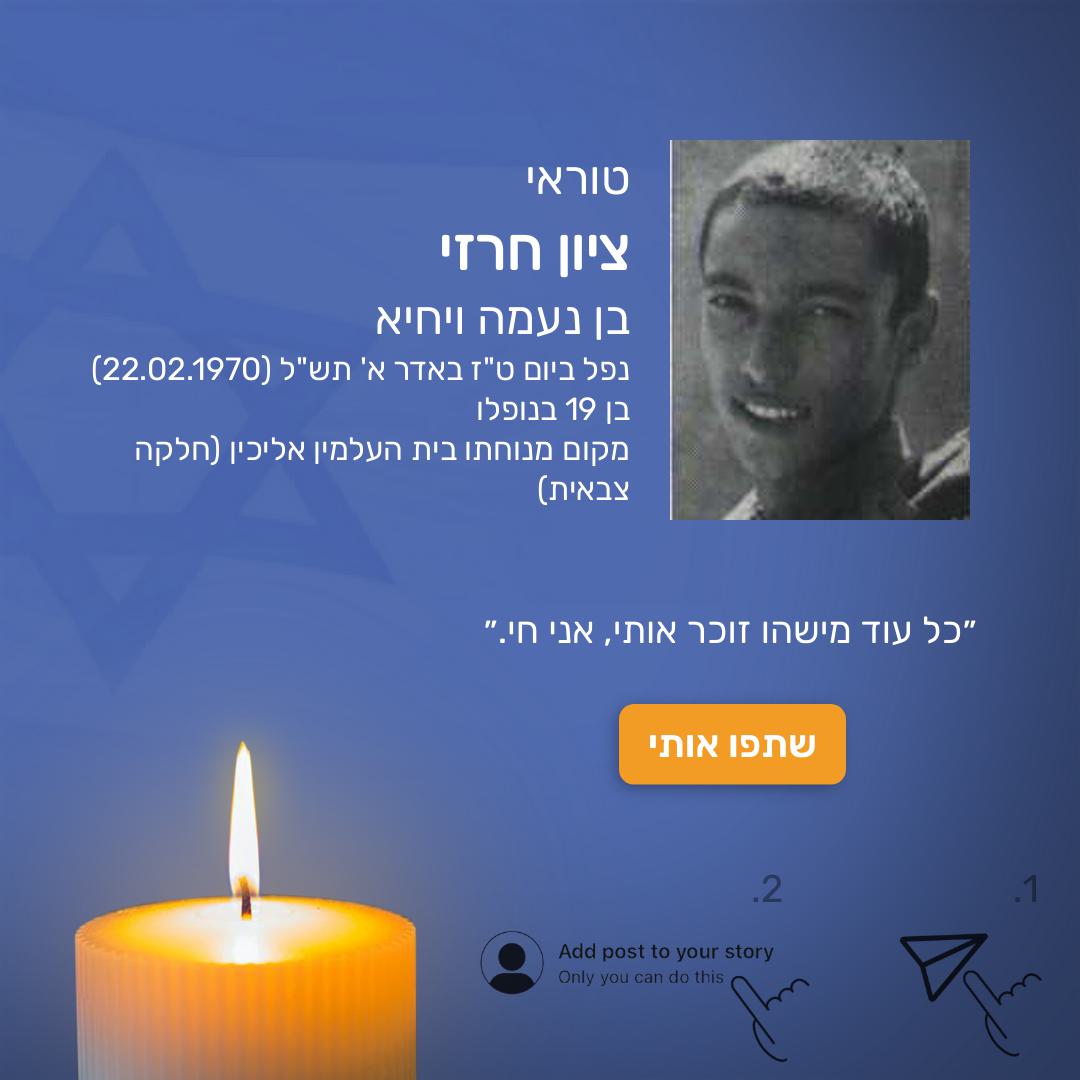 טוראי
ציון חרזי
בן נעמה ויחיא
נפל ביום ט"ז באדר א' תש"ל (22.02.1970)
בן 19 בנופלו
מקום מנוחתו בית העלמין אליכין (חלקה
צבאית)
״כל עוד מישהו זוכר אותי, אני חי.״
שתפו אותי
.1
.2
Add post to your story
Only you can do this